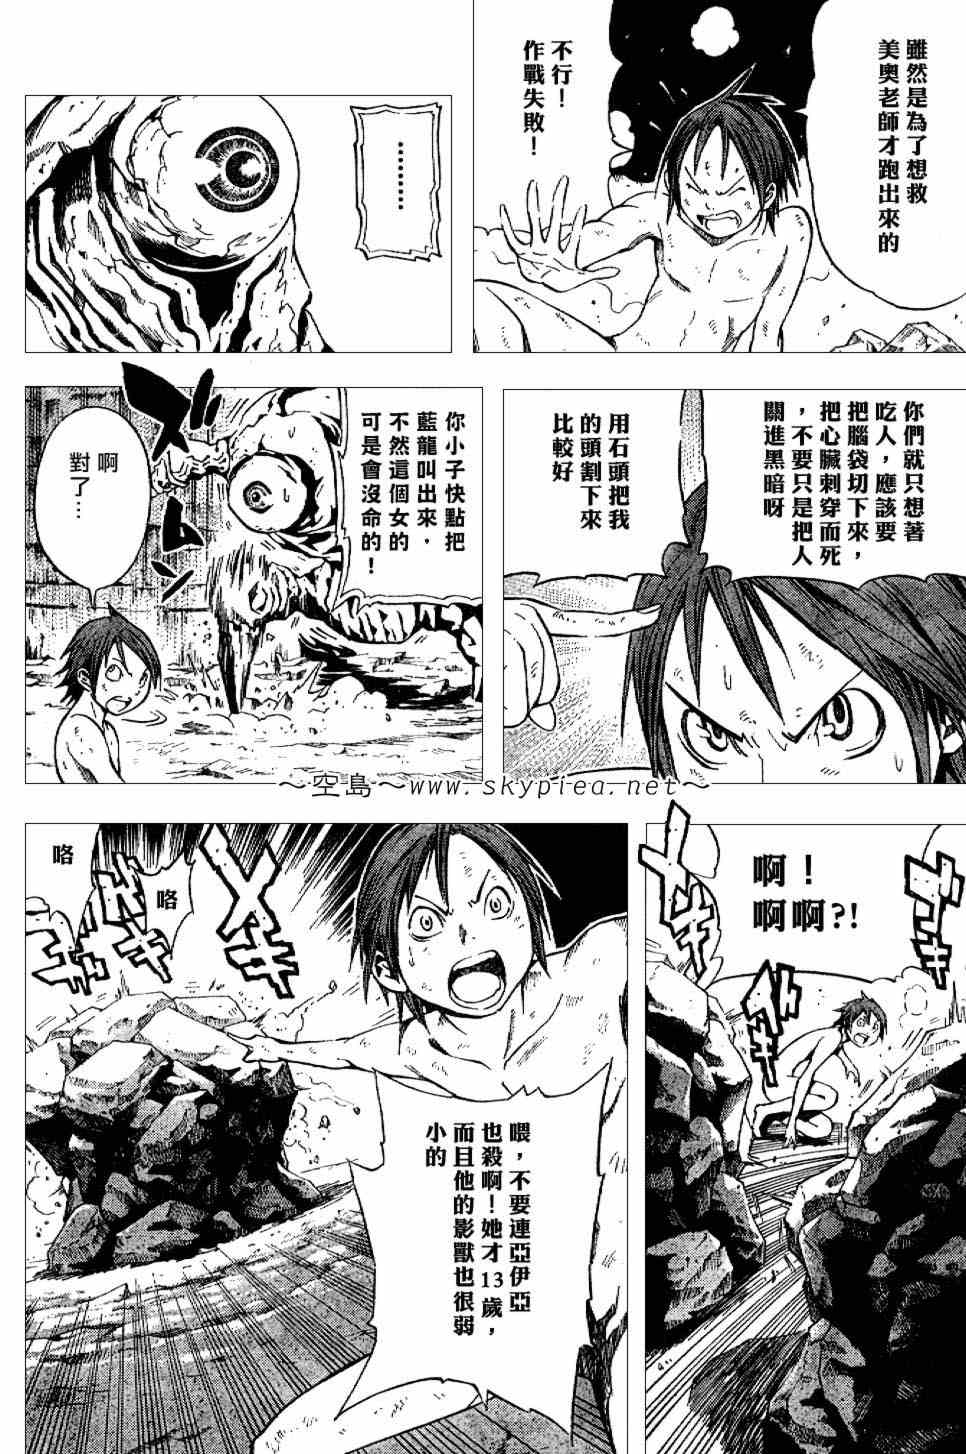 雖然是為了想救
美奧老師才跑出來的
不行！
作戰失敗！
………
你們就只想著
吃人，應該要
把腦袋切下來，
把心臟刺穿而死
，不要只是把人
關進黑暗呀
用石頭把我
的頭割下來
比較好
你小子快點把
藍龍叫出來．
不然這個女的
可是會沒命的！
啊
對了…
～空島～www.skypiea.net～
啊！
啊啊?!
喂，不要連亞伊亞
也殺啊！她才13歲，
而且他的影獸也很弱
小的
咯
咯
メキ
メキ